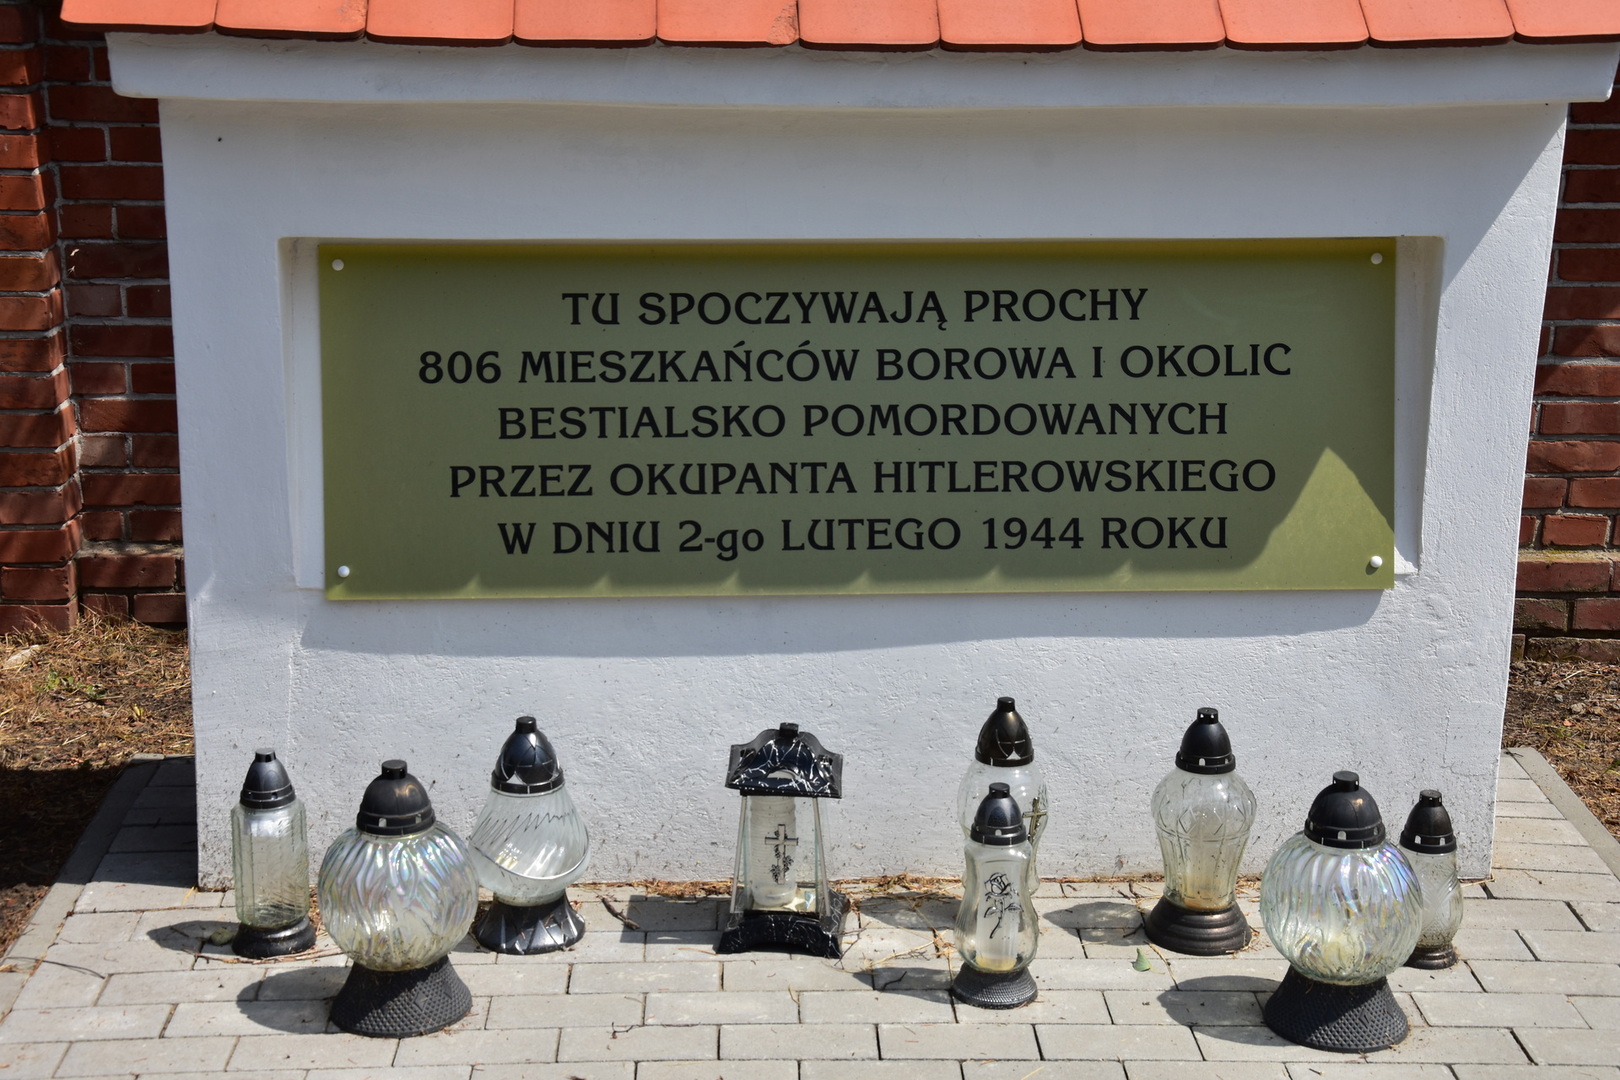 TU SPOCZYWAJĄ PROCHY
806 MIESZKAŃCÓW BOROWA I OKOLIC
BESTIALSKO POMORDOWANYCH
PRZEZ OKUPANTA HITLEROWSKIEGO
W DNIU 2-go LUTEGO 1944 ROKU